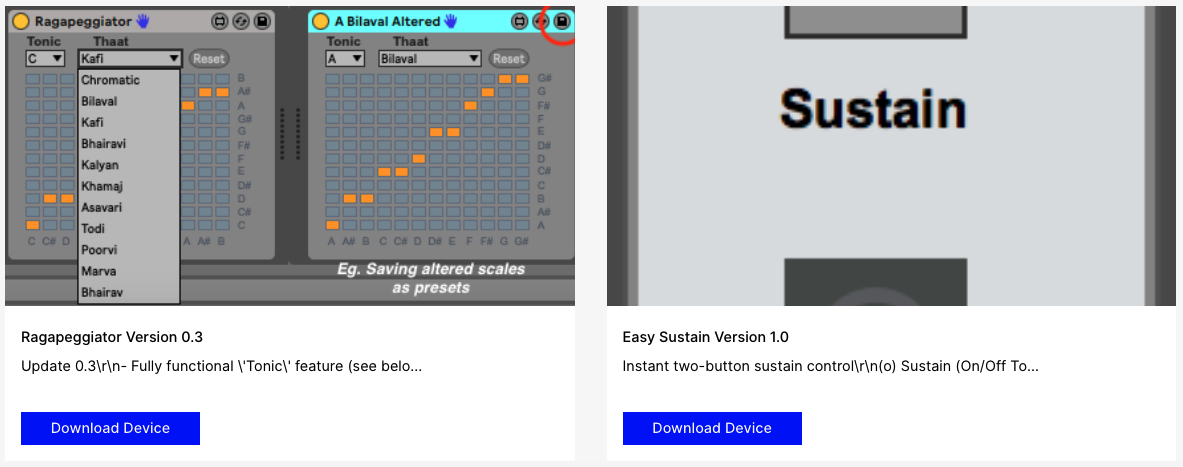 Ragapeggiator
Tonic Thaat
C Kafi Reset
Chromatic
Bilaval
Kafi
Bhairavi
Kalyan
Khamaj
Asavari
Todi
Poorvi
Marva
Bhairav
B
A#
A
G#
G
F#
F
E
D#
D
C#
C
C C# D A A# B
A Bilaval Altered
Tonic Thaat
A Bilaval Reset
G#
G
F#
F
E
D#
D
C#
C
B
A#
A
A A# B C C# D D# E F F# G G#
Eg. Saving altered scales
as presets
Ragapeggiator Version 0.3
Update 0.3\r\n- Fully functional \'Tonic\' feature (see belo...
Download Device
Sustain
Easy Sustain Version 1.0
Instant two-button sustain control\r\n(o) Sustain (On/Off To...
Download Device